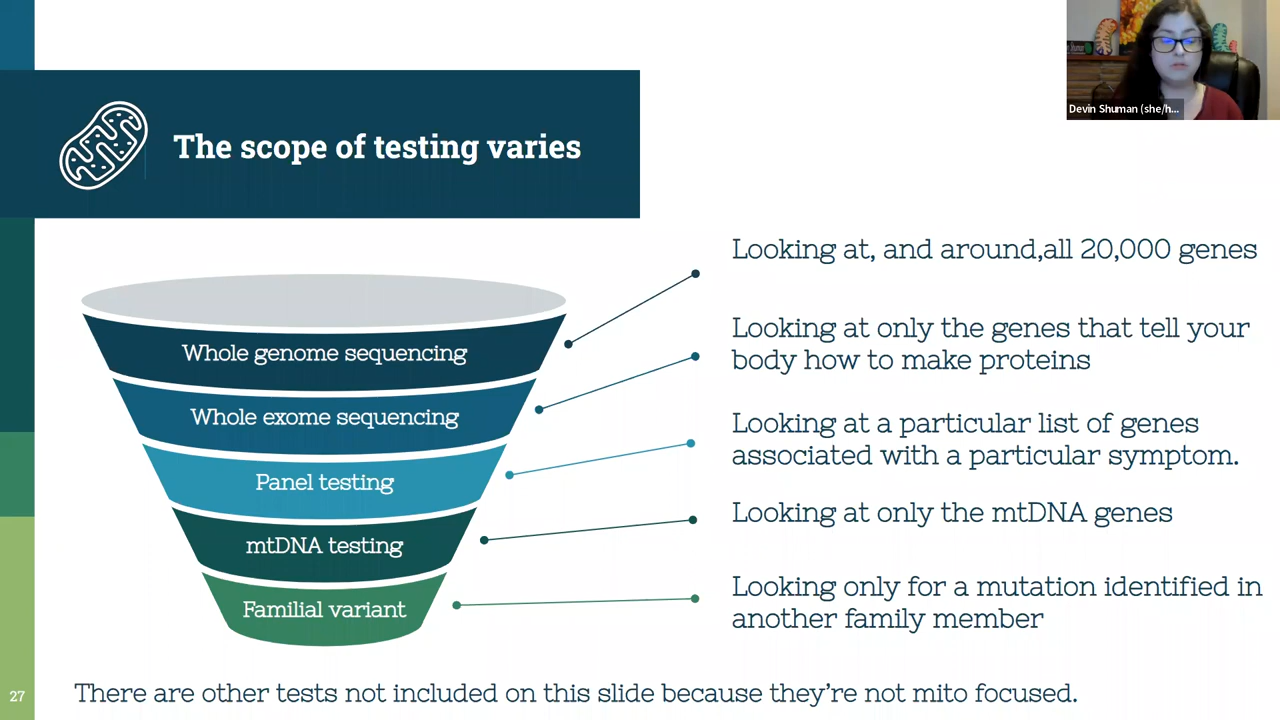 Devin Shuman (she/h...
The scope of testing varies
Looking at, and around,all 20,000 genes
Whole genome sequencing
Looking at only the genes that tell your
body how to make proteins
Whole exome sequencing
Looking at a particular list of genes
associated with a particular symptom.
Panel testing
Looking at only the mtDNA genes
mtDNA testing
Looking only for a mutation identified in
another family member
Familial variant
27
There are other tests not included on this slide because they’re not mito focused.